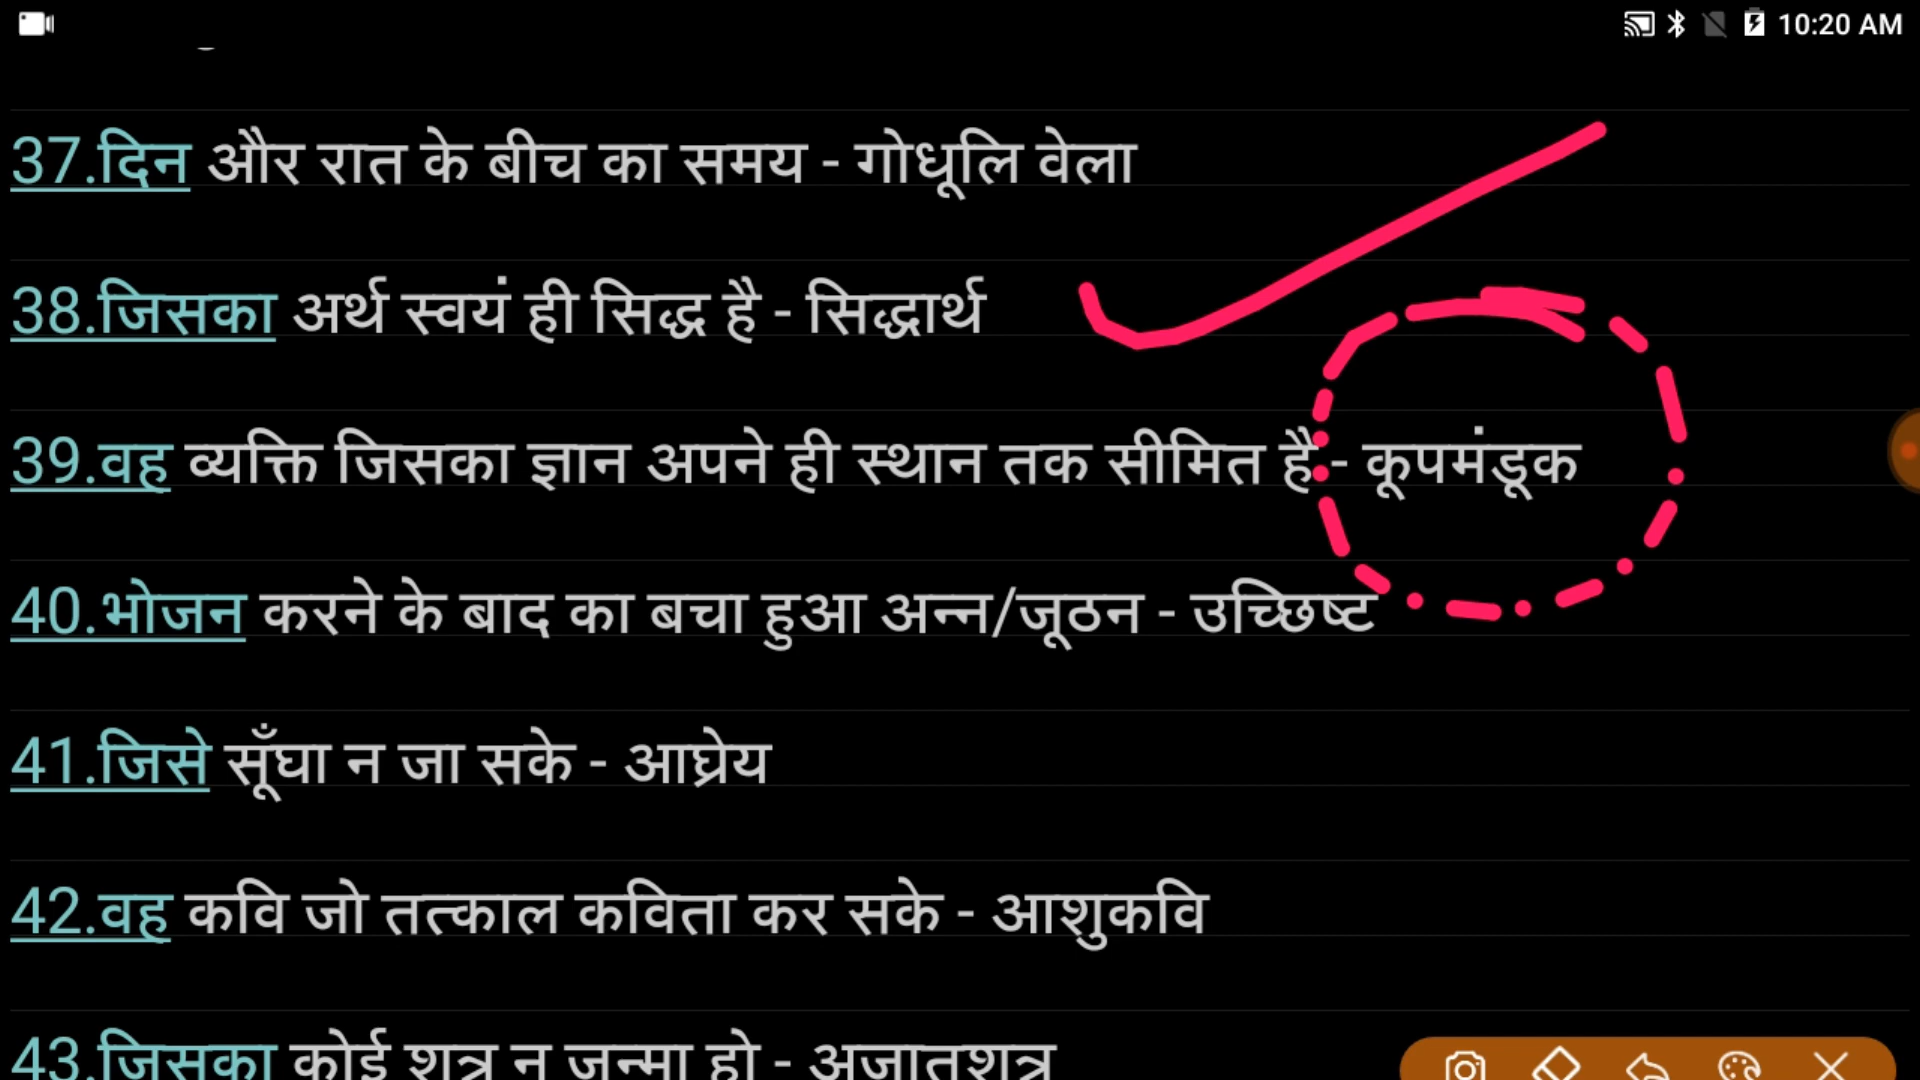 10:20 AM
37.दिन और रात के बीच का समय - गोधूलि वेला
38.जिसका अर्थ स्वयं ही सिद्ध है - सिद्धार्थ
39.वह व्यक्ति जिसका ज्ञान अपने ही स्थान तक सीमित है - कूपमंडूक
40.भोजन करने के बाद का बचा हुआ अन्न/जूठन - उच्छिष्ट
41.जिसे सूँघा न जा सके - आघ्रेय
42.वह कवि जो तत्काल कविता कर सके - आशुकवि
43.जिसका कोई शत्रु न जन्मा हो - अजातशत्रु